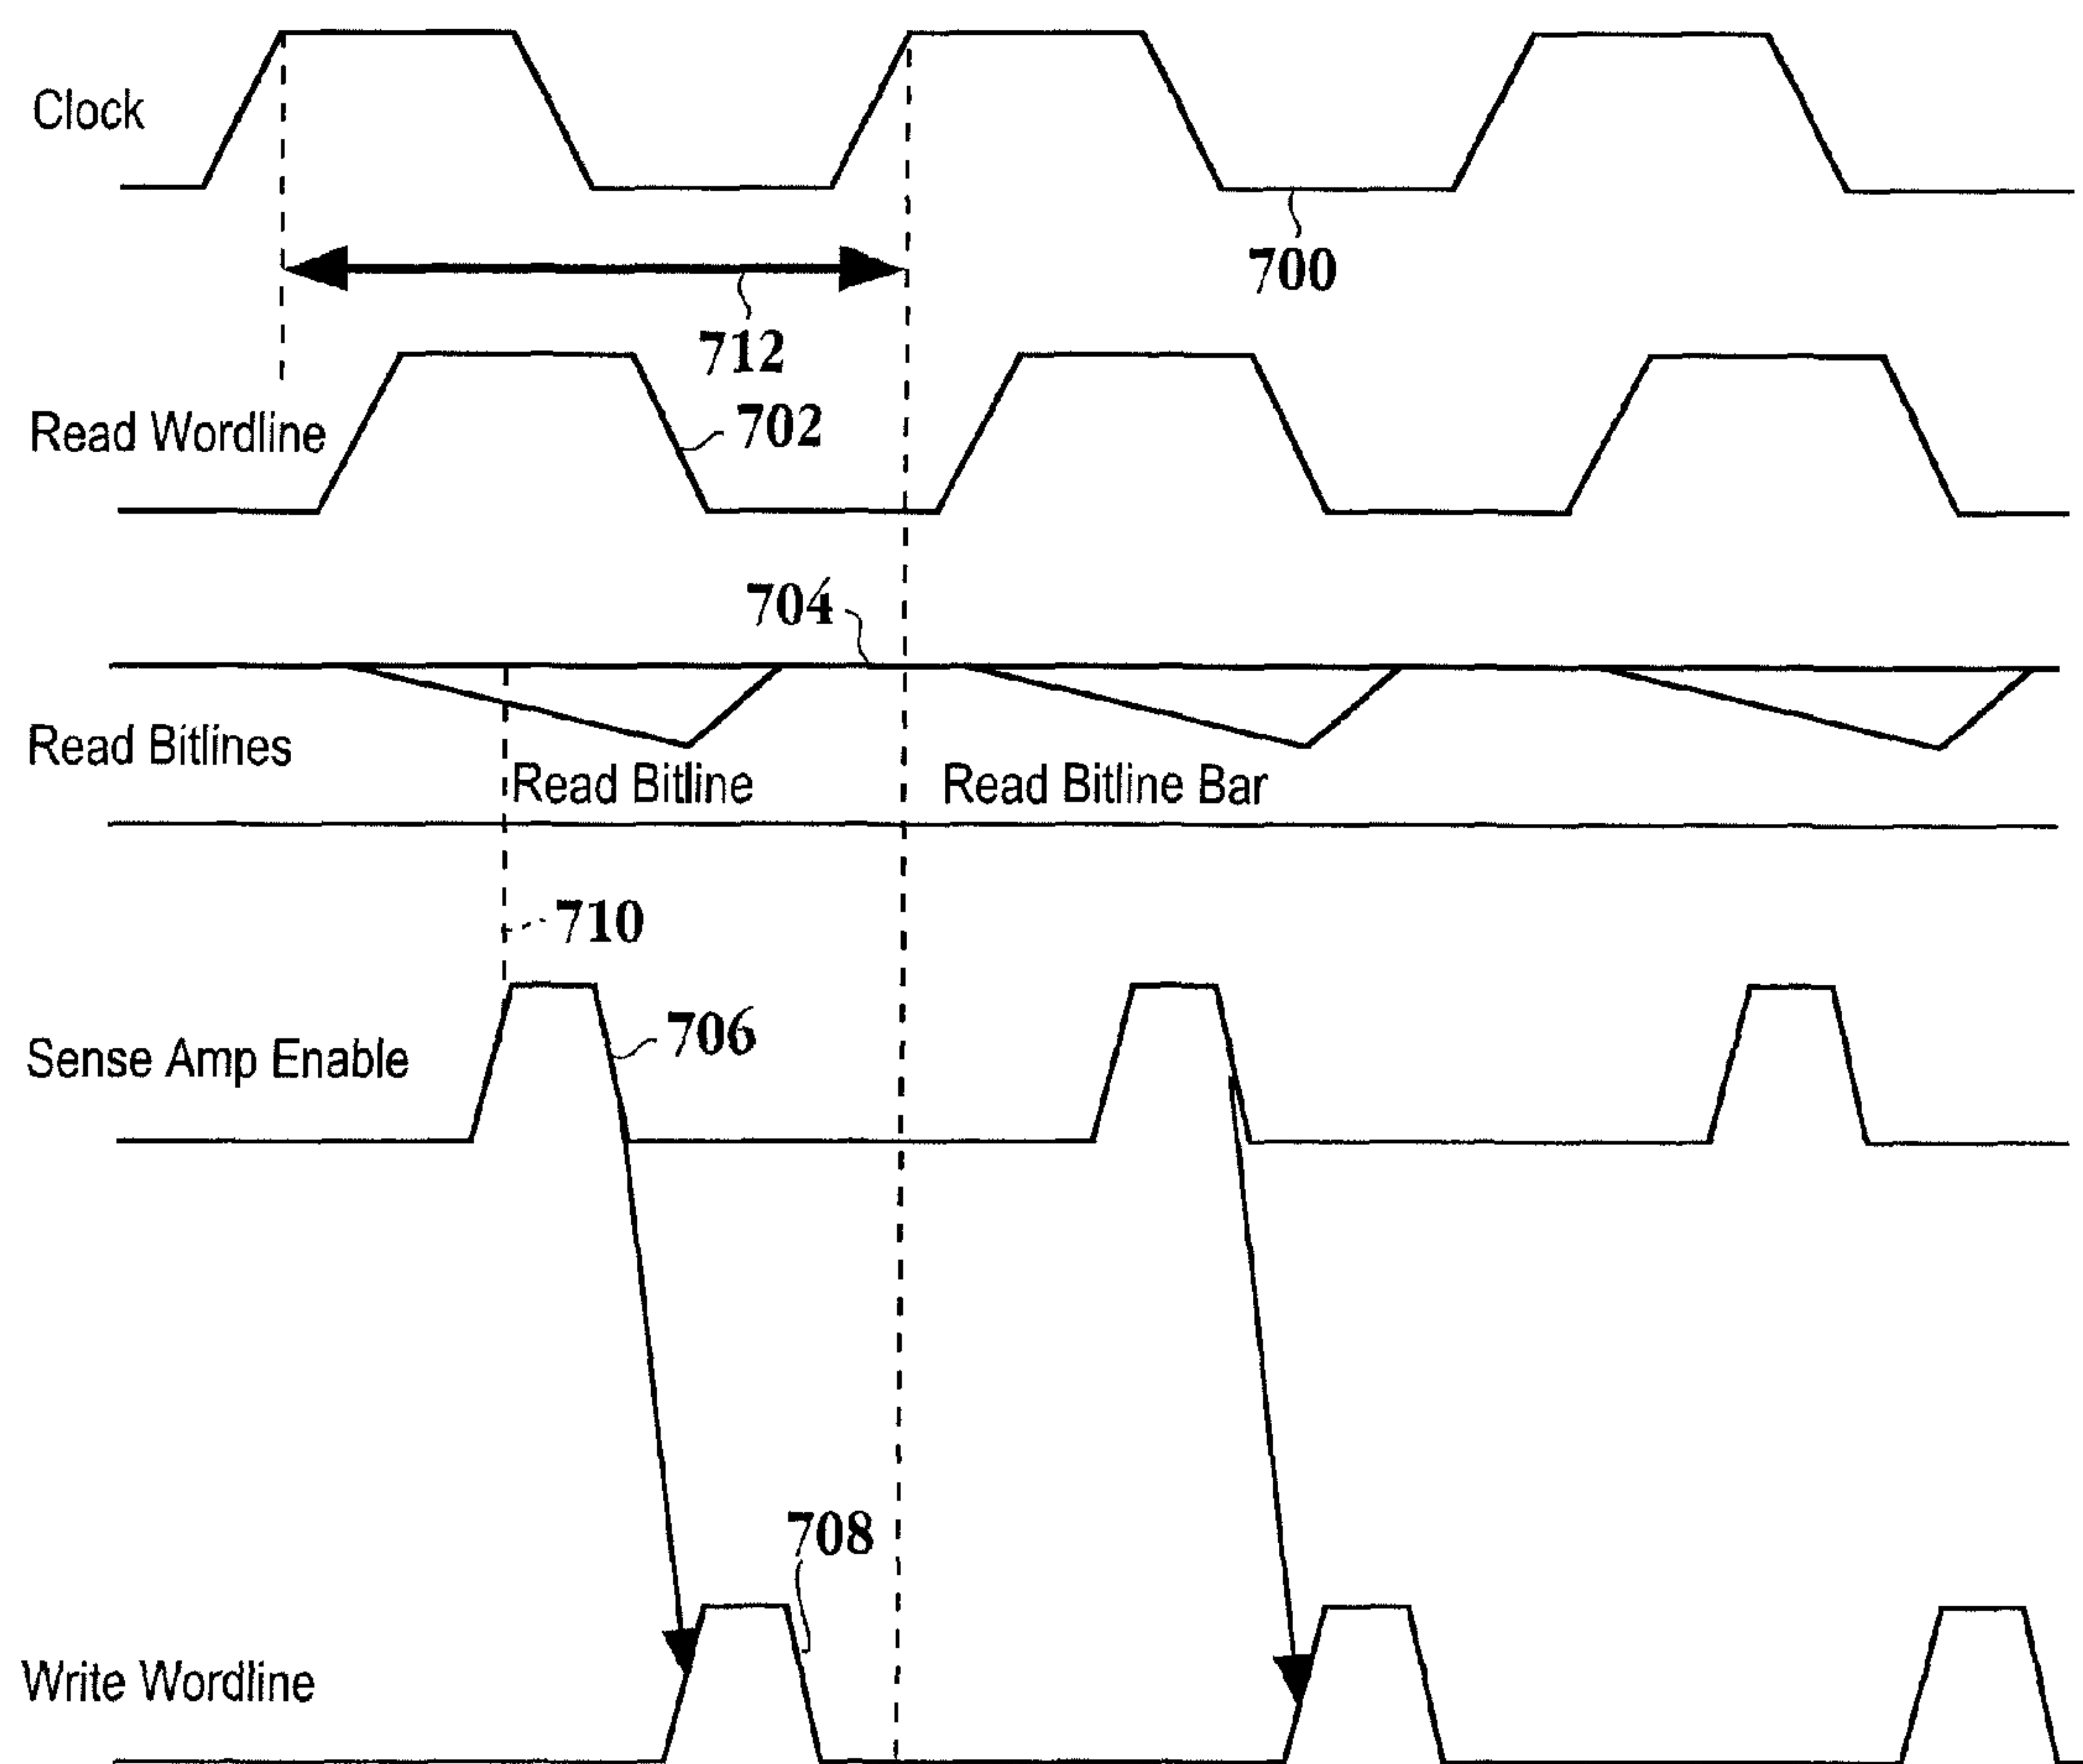 Clock
700
712
Read Wordline
702
704
Read Bitlines
Read Bitline
Read Bitline Bar
710
706
Sense Amp Enable
708
Write Wordline